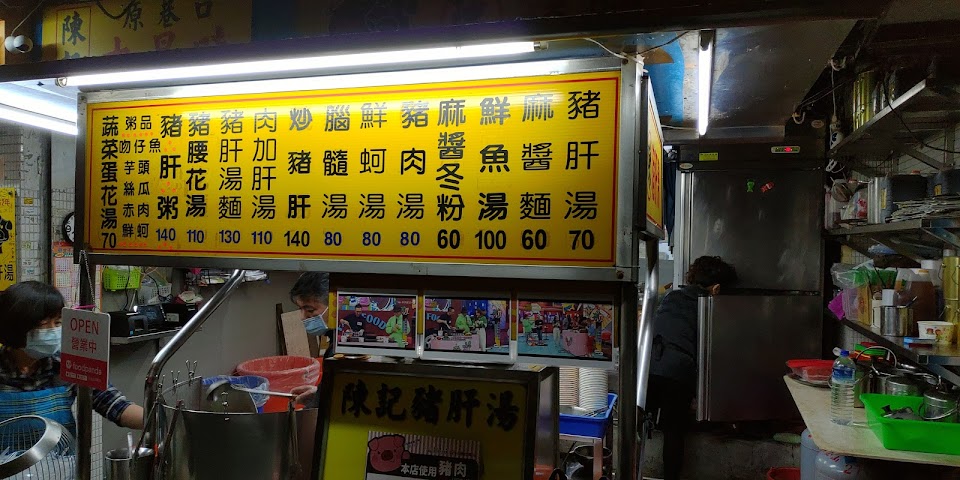 陳
原巷口
豬肝湯 70
麻醬麵 60
鮮魚湯 100
麻醬冬粉 60
豬肉湯 80
鮮蚵湯 80
腦髓湯 80
炒豬肝 140
肉加肝湯 110
豬肝湯麵 130
豬腰花湯 110
豬肝粥 140
粥品
吻仔魚
芋頭
絲瓜
赤肉
鮮蚵
蔬菜蛋花湯 70
OPEN
營業中
foodpanda
陳記豬肝湯
本店使用豬肉